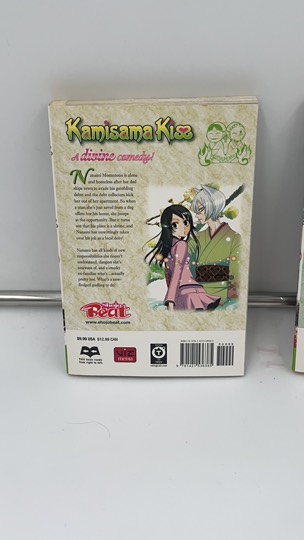 Kamisama Kiss
A divine comedy!
Nanami Momozono is alone
and homeless after her dad
skips town to evade his gambling
debts and the debt collectors kick
her out of her apartment. So when
a man she's just saved from a dog
offers her his home, she jumps
at the opportunity. But it turns
out that his place is a shrine, and
Nanami has unwittingly taken
over his job as a local deity!
Nanami has all kinds of new
responsibilities she doesn't
understand, dangers she's
unaware of, and a cranky
ex-familiar who's
pretty hot. What's a new-
fledged godling to do?
Shojo
Beat
www.shojobeat.com
$9.99 USA $12.99 CAN
VIZ
media
T